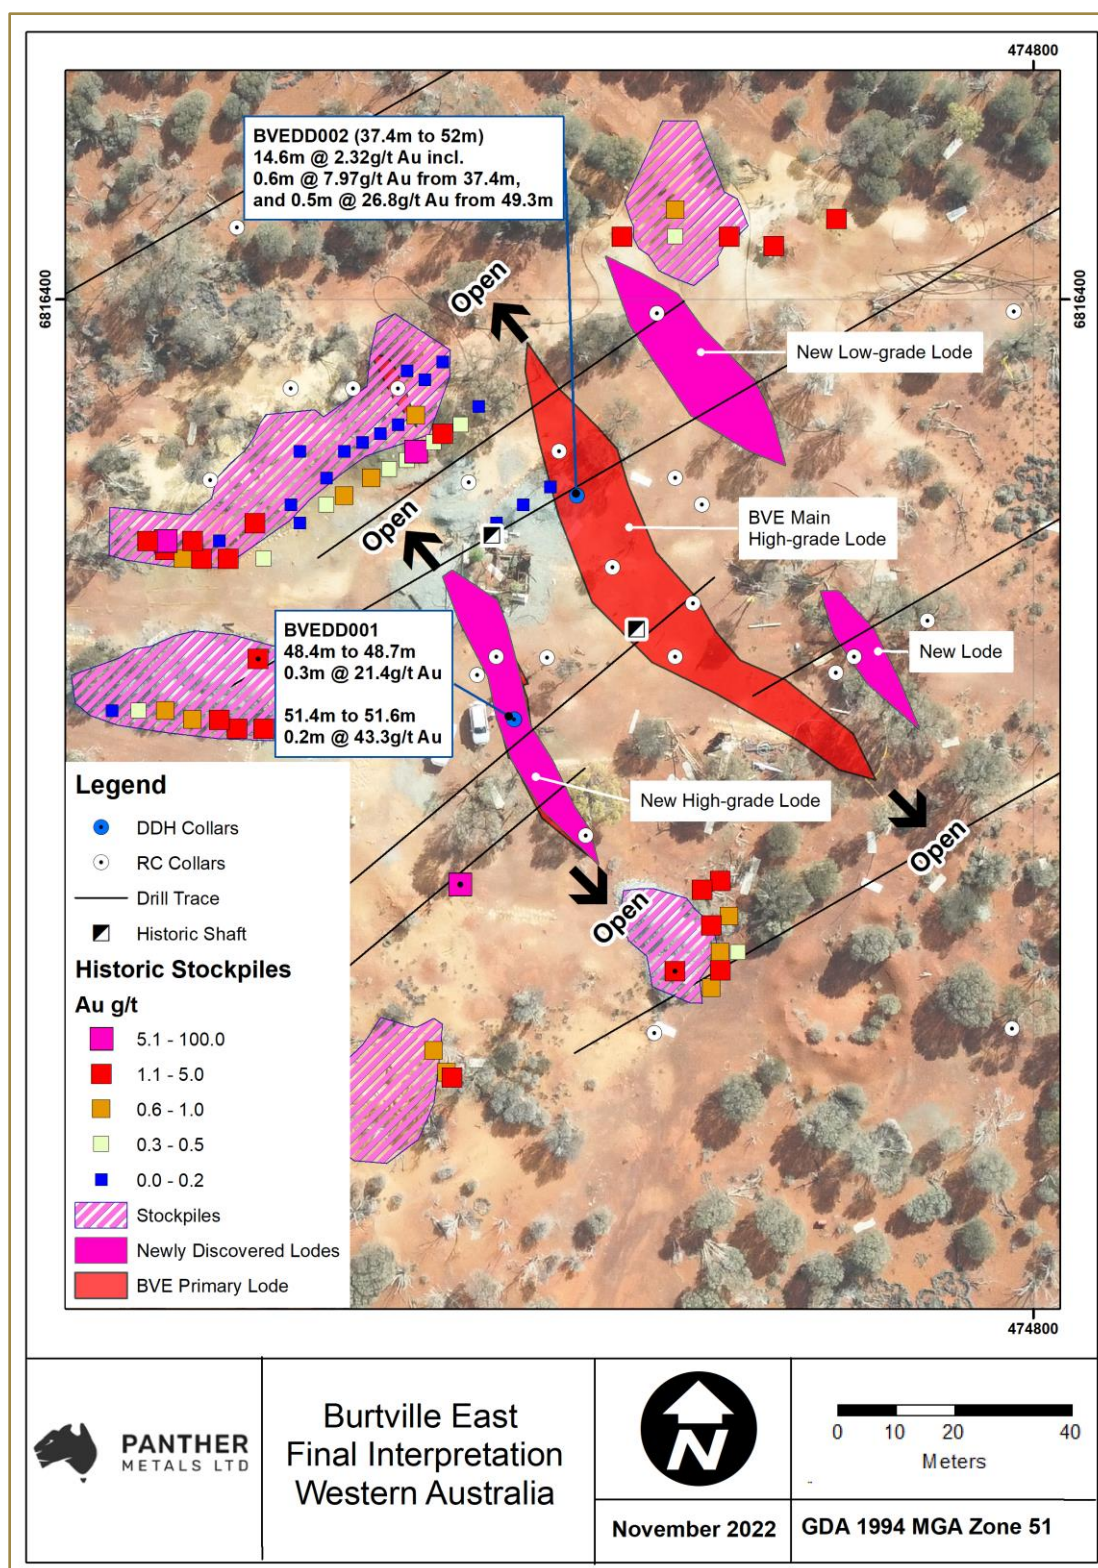 474800
BVEDD002 (37.4m to 52m)
14.6m @ 2.32g/t Au incl.
0.6m @ 7.97g/t Au from 37.4m,
and 0.5m @ 26.8g/t Au from 49.3m
Open
6816400
6816400
New Low-grade Lode
Open
BVE Main
High-grade Lode
BVEDD001
48.4m to 48.7m
0.3m @ 21.4g/t Au
51.4m to 51.6m
0.2m @ 43.3g/t Au
New Lode
New High-grade Lode
Open
Open
Legend
DDH Collars
RC Collars
Drill Trace
Historic Shaft
Historic Stockpiles
Au g/t
5.1 - 100.0
1.1 - 5.0
0.6 - 1.0
0.3 - 0.5
0.0 - 0.2
Stockpiles
Newly Discovered Lodes
BVE Primary Lode
474800
PANTHER
METALS LTD
Burtville East
Final Interpretation
Western Australia
N
0 10 20 40
Meters
November 2022
GDA 1994 MGA Zone 51